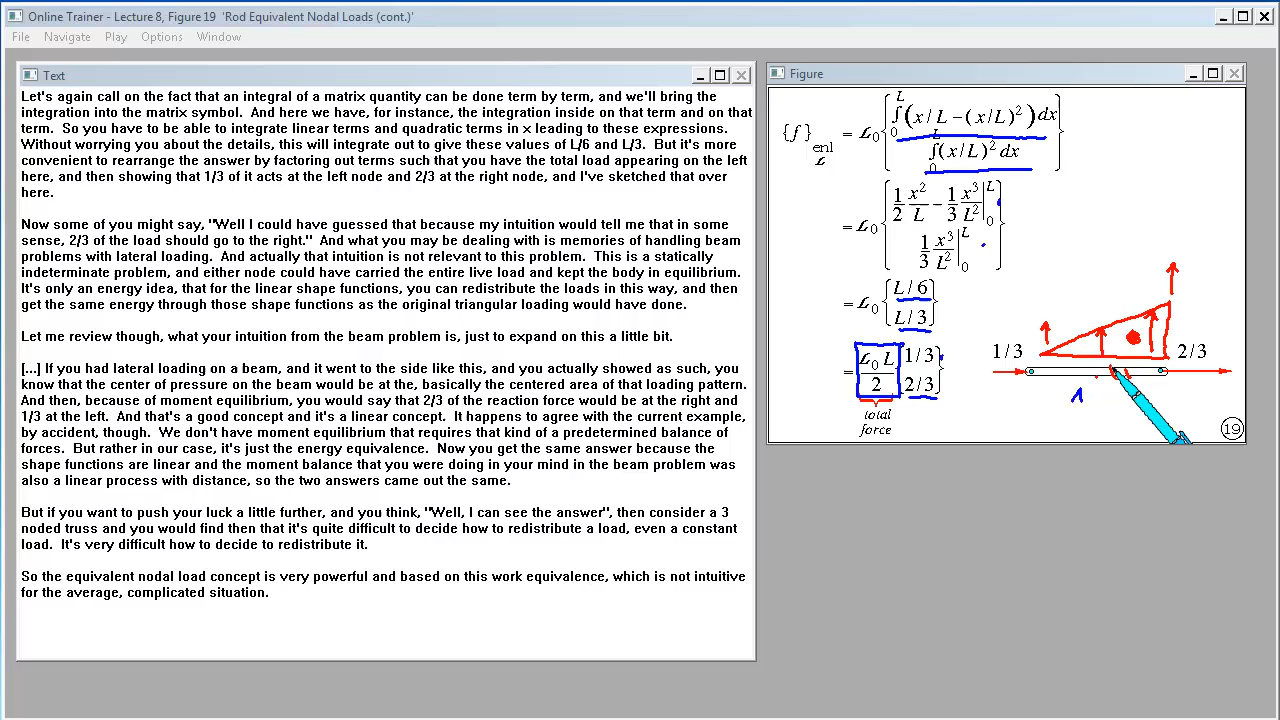 Online Trainer - Lecture 8, Figure 19 'Rod Equivalent Nodal Loads (cont.)'
File Navigate Play Options Window
Text
Let's again call on the fact that an integral of a matrix quantity can be done term by term, and we'll bring the
integration into the matrix symbol. And here we have, for instance, the integration inside on that term and on that
term. So you have to be able to integrate linear terms and quadratic terms in x leading to these expressions.
Without worrying you about the details, this will integrate out to give these values of L/6 and L/3. But it's more
convenient to rearrange the answer by factoring out terms such that you have the total load appearing on the left
here, and then showing that 1/3 of it acts at the left node and 2/3 at the right node, and I've sketched that over
here.
Now some of you might say, "Well I could have guessed that because my intuition would tell me that in some
sense, 2/3 of the load should go to the right." And what you may be dealing with is memories of handling beam
problems with lateral loading. And actually that intuition is not relevant to this problem. This is a statically
indeterminate problem, and either node could have carried the entire live load and kept the body in equilibrium.
It's only an energy idea, that for the linear shape functions, you can redistribute the loads in this way, and then
get the same energy through those shape functions as the original triangular loading would have done.
Let me review though, what your intuition from the beam problem is, just to expand on this a little bit.
[...] If you had lateral loading on a beam, and it went to the side like this, and you actually showed as such, you
know that the center of pressure on the beam would be at the basically the centered area of that loading pattern.
And then, because of moment equilibrium, you would say that 2/3 of the reaction force would be at the right and
1/3 at the left. And that's a good concept and it's a linear concept. It happens to agree with the current example,
by accident, though. We don't have moment equilibrium that requires that kind of a predetermined balance of
forces. But rather in our case, it's just the energy equivalence. Now you get the same answer because the
shape functions are linear and the moment balance that you were doing in your mind in the beam problem was
also a linear process with distance, so the two answers came out the same.
But if you want to push your luck a little further, and you think, "Well, I can see the answer", then consider a 3
noded truss and you would find then that it's quite difficult to decide how to redistribute a load, even a constant
load. It's very difficult how to decide to redistribute it.
So the equivalent nodal load concept is very powerful and based on this work equivalence, which is not intuitive
for the average, complicated situation.
Figure
{f} enl ℒ = ℒ₀ { ∫₀ᴸ (x/L − (x/L)²) dx
∫₀ᴸ (x/L)² dx }
= ℒ₀ { 1/2 x²/L − 1/3 x³/L² |₀ᴸ
1/3 x³/L² |₀ᴸ }
= ℒ₀ { L/6
L/3 }
= ℒ₀ L / 2 { 1/3
2/3 }
total
force
1/3 2/3
19